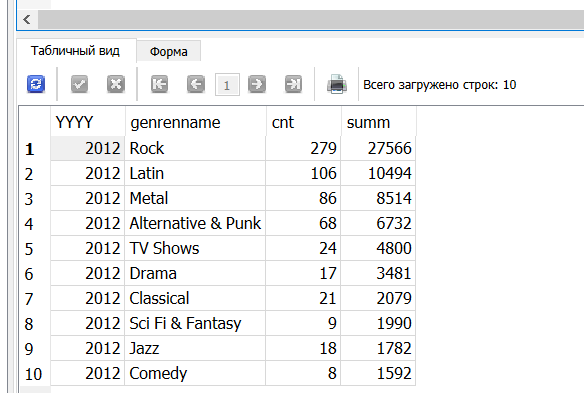 Табличный вид Форма
1 Всего загружено строк: 10
YYYY genrenname cnt summ
1 2012 Rock 279 27566
2 2012 Latin 106 10494
3 2012 Metal 86 8514
4 2012 Alternative & Punk 68 6732
5 2012 TV Shows 24 4800
6 2012 Drama 17 3481
7 2012 Classical 21 2079
8 2012 Sci Fi & Fantasy 9 1990
9 2012 Jazz 18 1782
10 2012 Comedy 8 1592